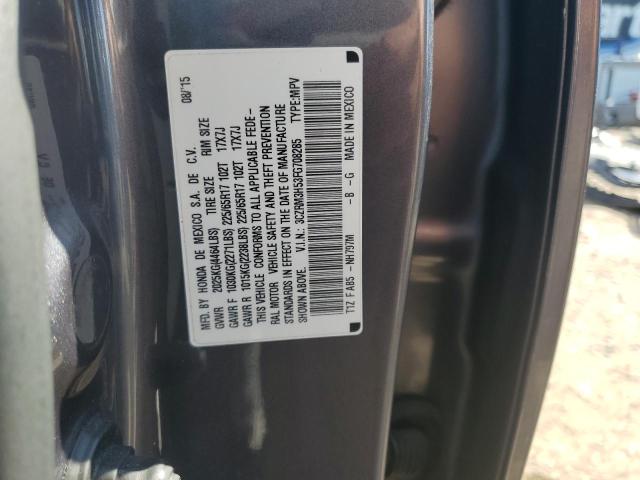 MFD. BY HONDA DE MEXICO S.A. DE C.V. 08/15
GVWR 2025KG(4464LBS) TIRE SIZE RIM SIZE
GAWR F 1030KG(2271LBS) 225/65R17 102T 17X7J
GAWR R 1015KG(2238LBS) 225/65R17 102T 17X7J
THIS VEHICLE CONFORMS TO ALL APPLICABLE FEDE-
RAL MOTOR VEHICLE SAFETY AND THEFT PREVENTION
STANDARDS IN EFFECT ON THE DATE OF MANUFACTURE
SHOWN ABOVE. V.I.N.: 3CZRM3H53FG708285 TYPE:MPV
T1Z F AB5 -NH797M -B -G MADE IN MEXICO